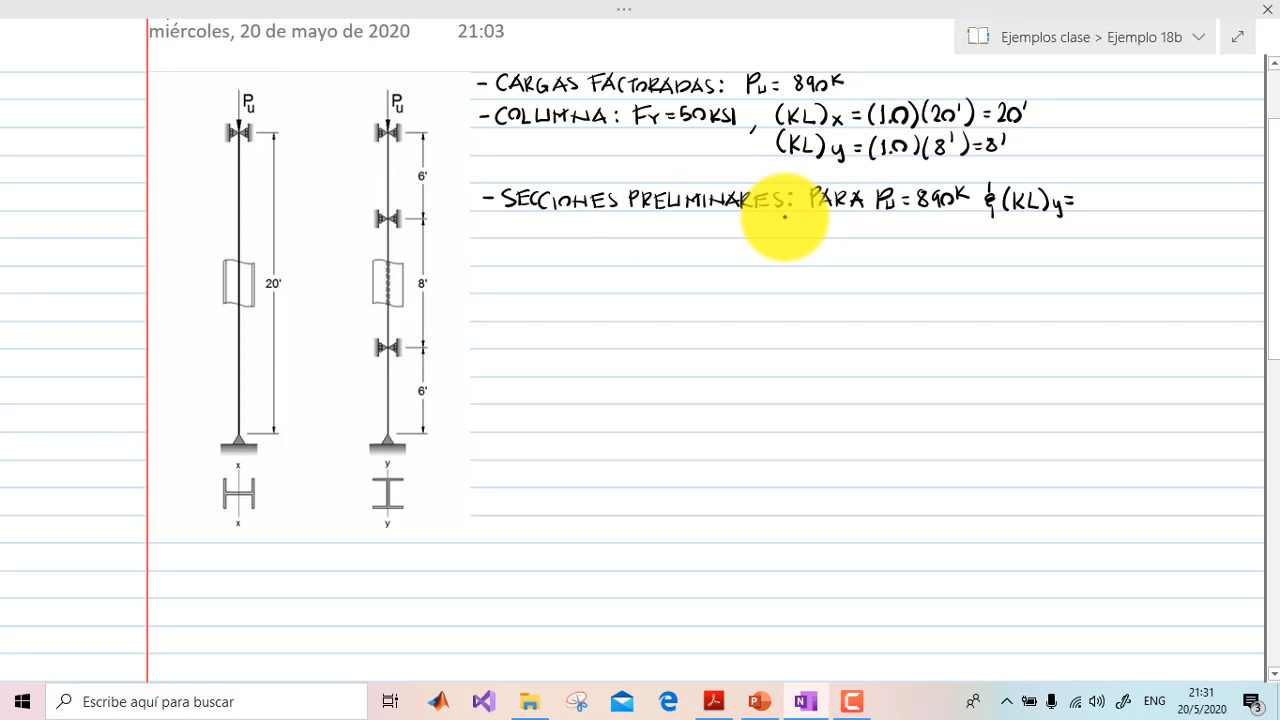 miércoles, 20 de mayo de 2020 21:03
Ejemplos clase > Ejemplo 18b
- CARGAS FACTORADAS: Pu = 890K
- COLUMNA: FY = 50 KSI, (KL)x = (1.0)(20') = 20'
(KL)y = (1.0)(8') = 8'
- SECCIONES PRELIMINARES: PARA Pu = 890K & (KL)y =
Pu
Pu
6'
20'
8'
6'
x
y
x
y
Escribe aquí para buscar
ENG
21:31
20/5/2020
3